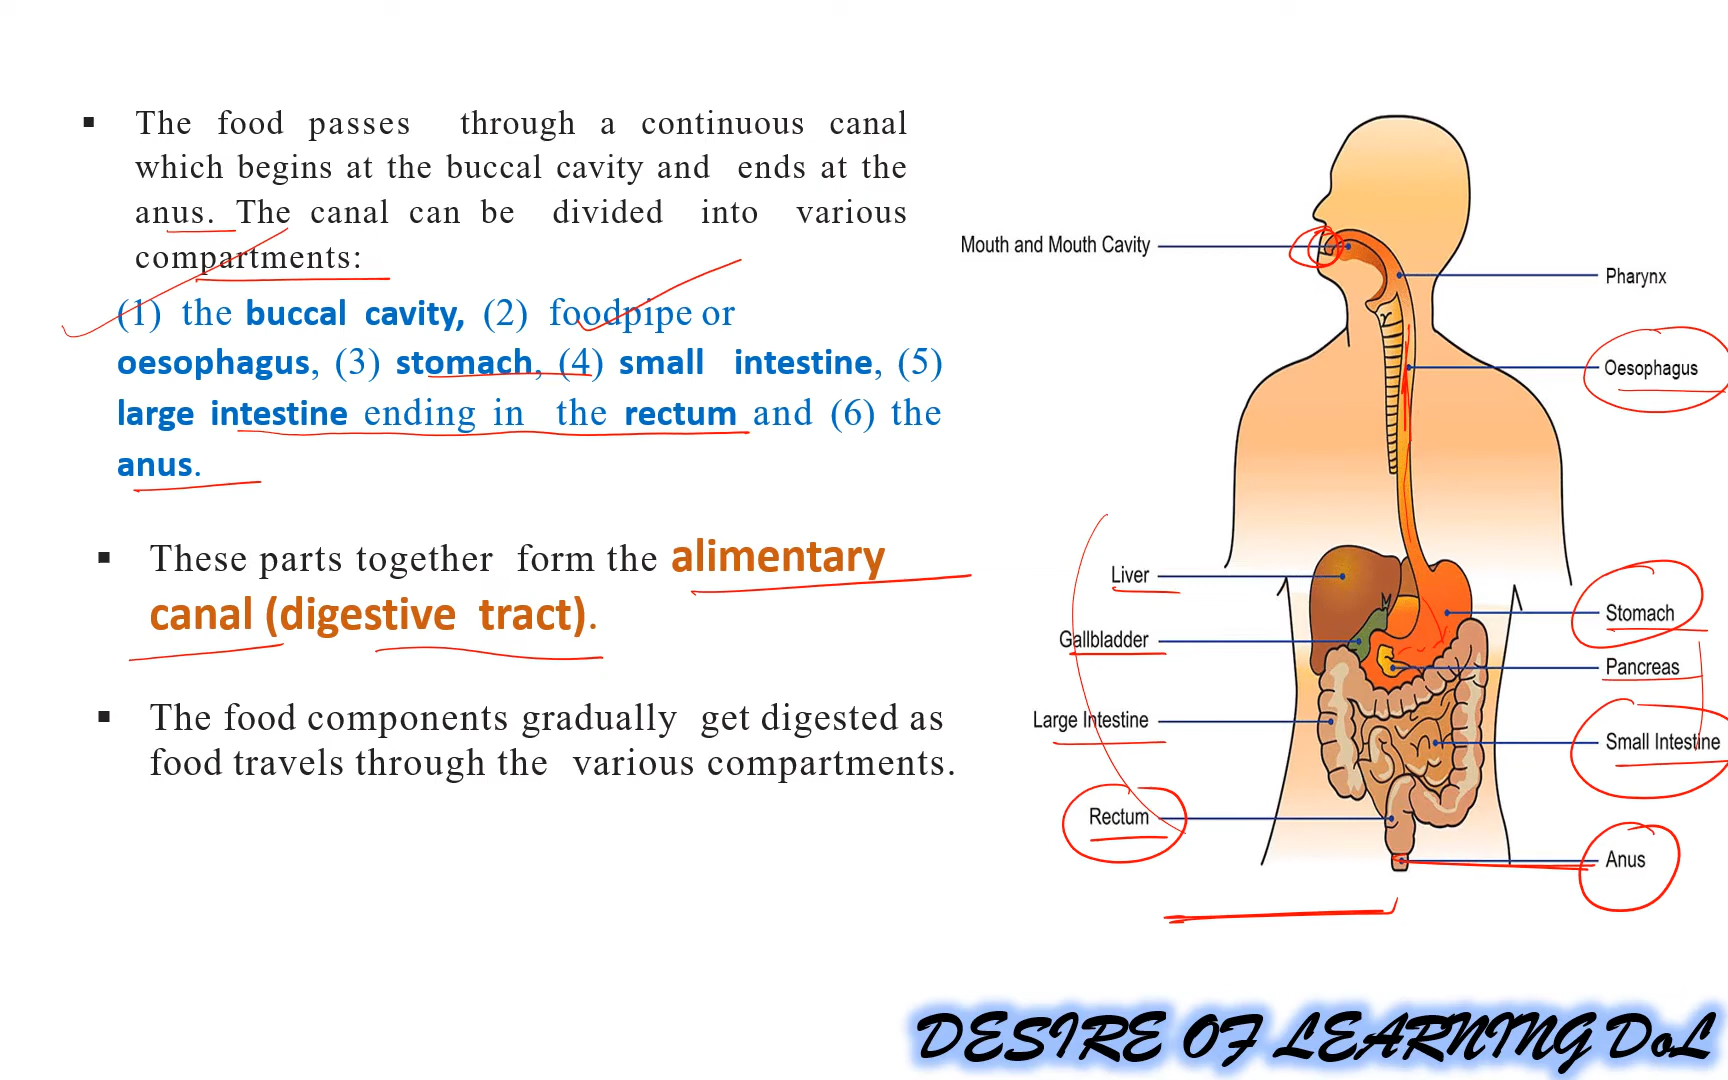 ▪ The food passes through a continuous canal
which begins at the buccal cavity and ends at the
anus. The canal can be divided into various
compartments:
(1) the buccal cavity, (2) foodpipe or
oesophagus, (3) stomach, (4) small intestine, (5)
large intestine ending in the rectum and (6) the
anus.
▪ These parts together form the alimentary
canal (digestive tract).
▪ The food components gradually get digested as
food travels through the various compartments.
Mouth and Mouth Cavity
Pharynx
Oesophagus
Liver
Stomach
Gallbladder
Pancreas
Large Intestine
Small Intestine
Rectum
Anus
DESIRE OF LEARNING DoL